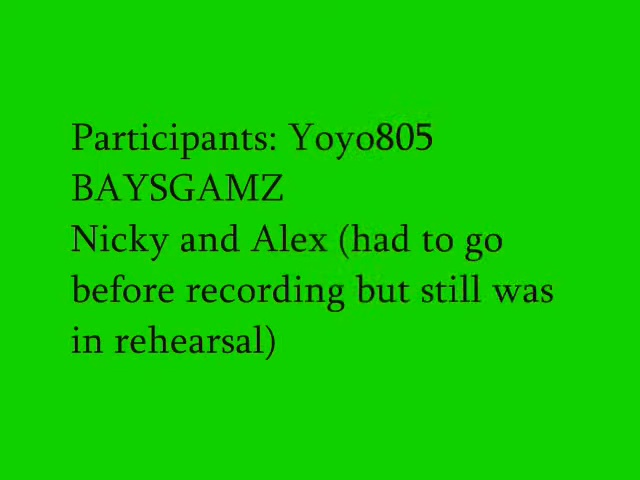 Participants: Yoyo805
BAYSGAMZ
Nicky and Alex (had to go
before recording but still was
in rehearsal)